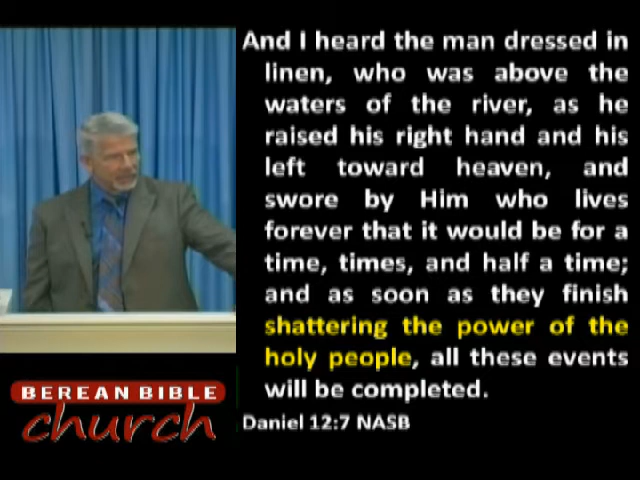 And I heard the man dressed in
linen, who was above the
waters of the river, as he
raised his right hand and his
left toward heaven, and
swore by Him who lives
forever that it would be for a
time, times, and half a time;
and as soon as they finish
shattering the power of the
holy people, all these events
will be completed.
Daniel 12:7 NASB
BEREAN BIBLE
church